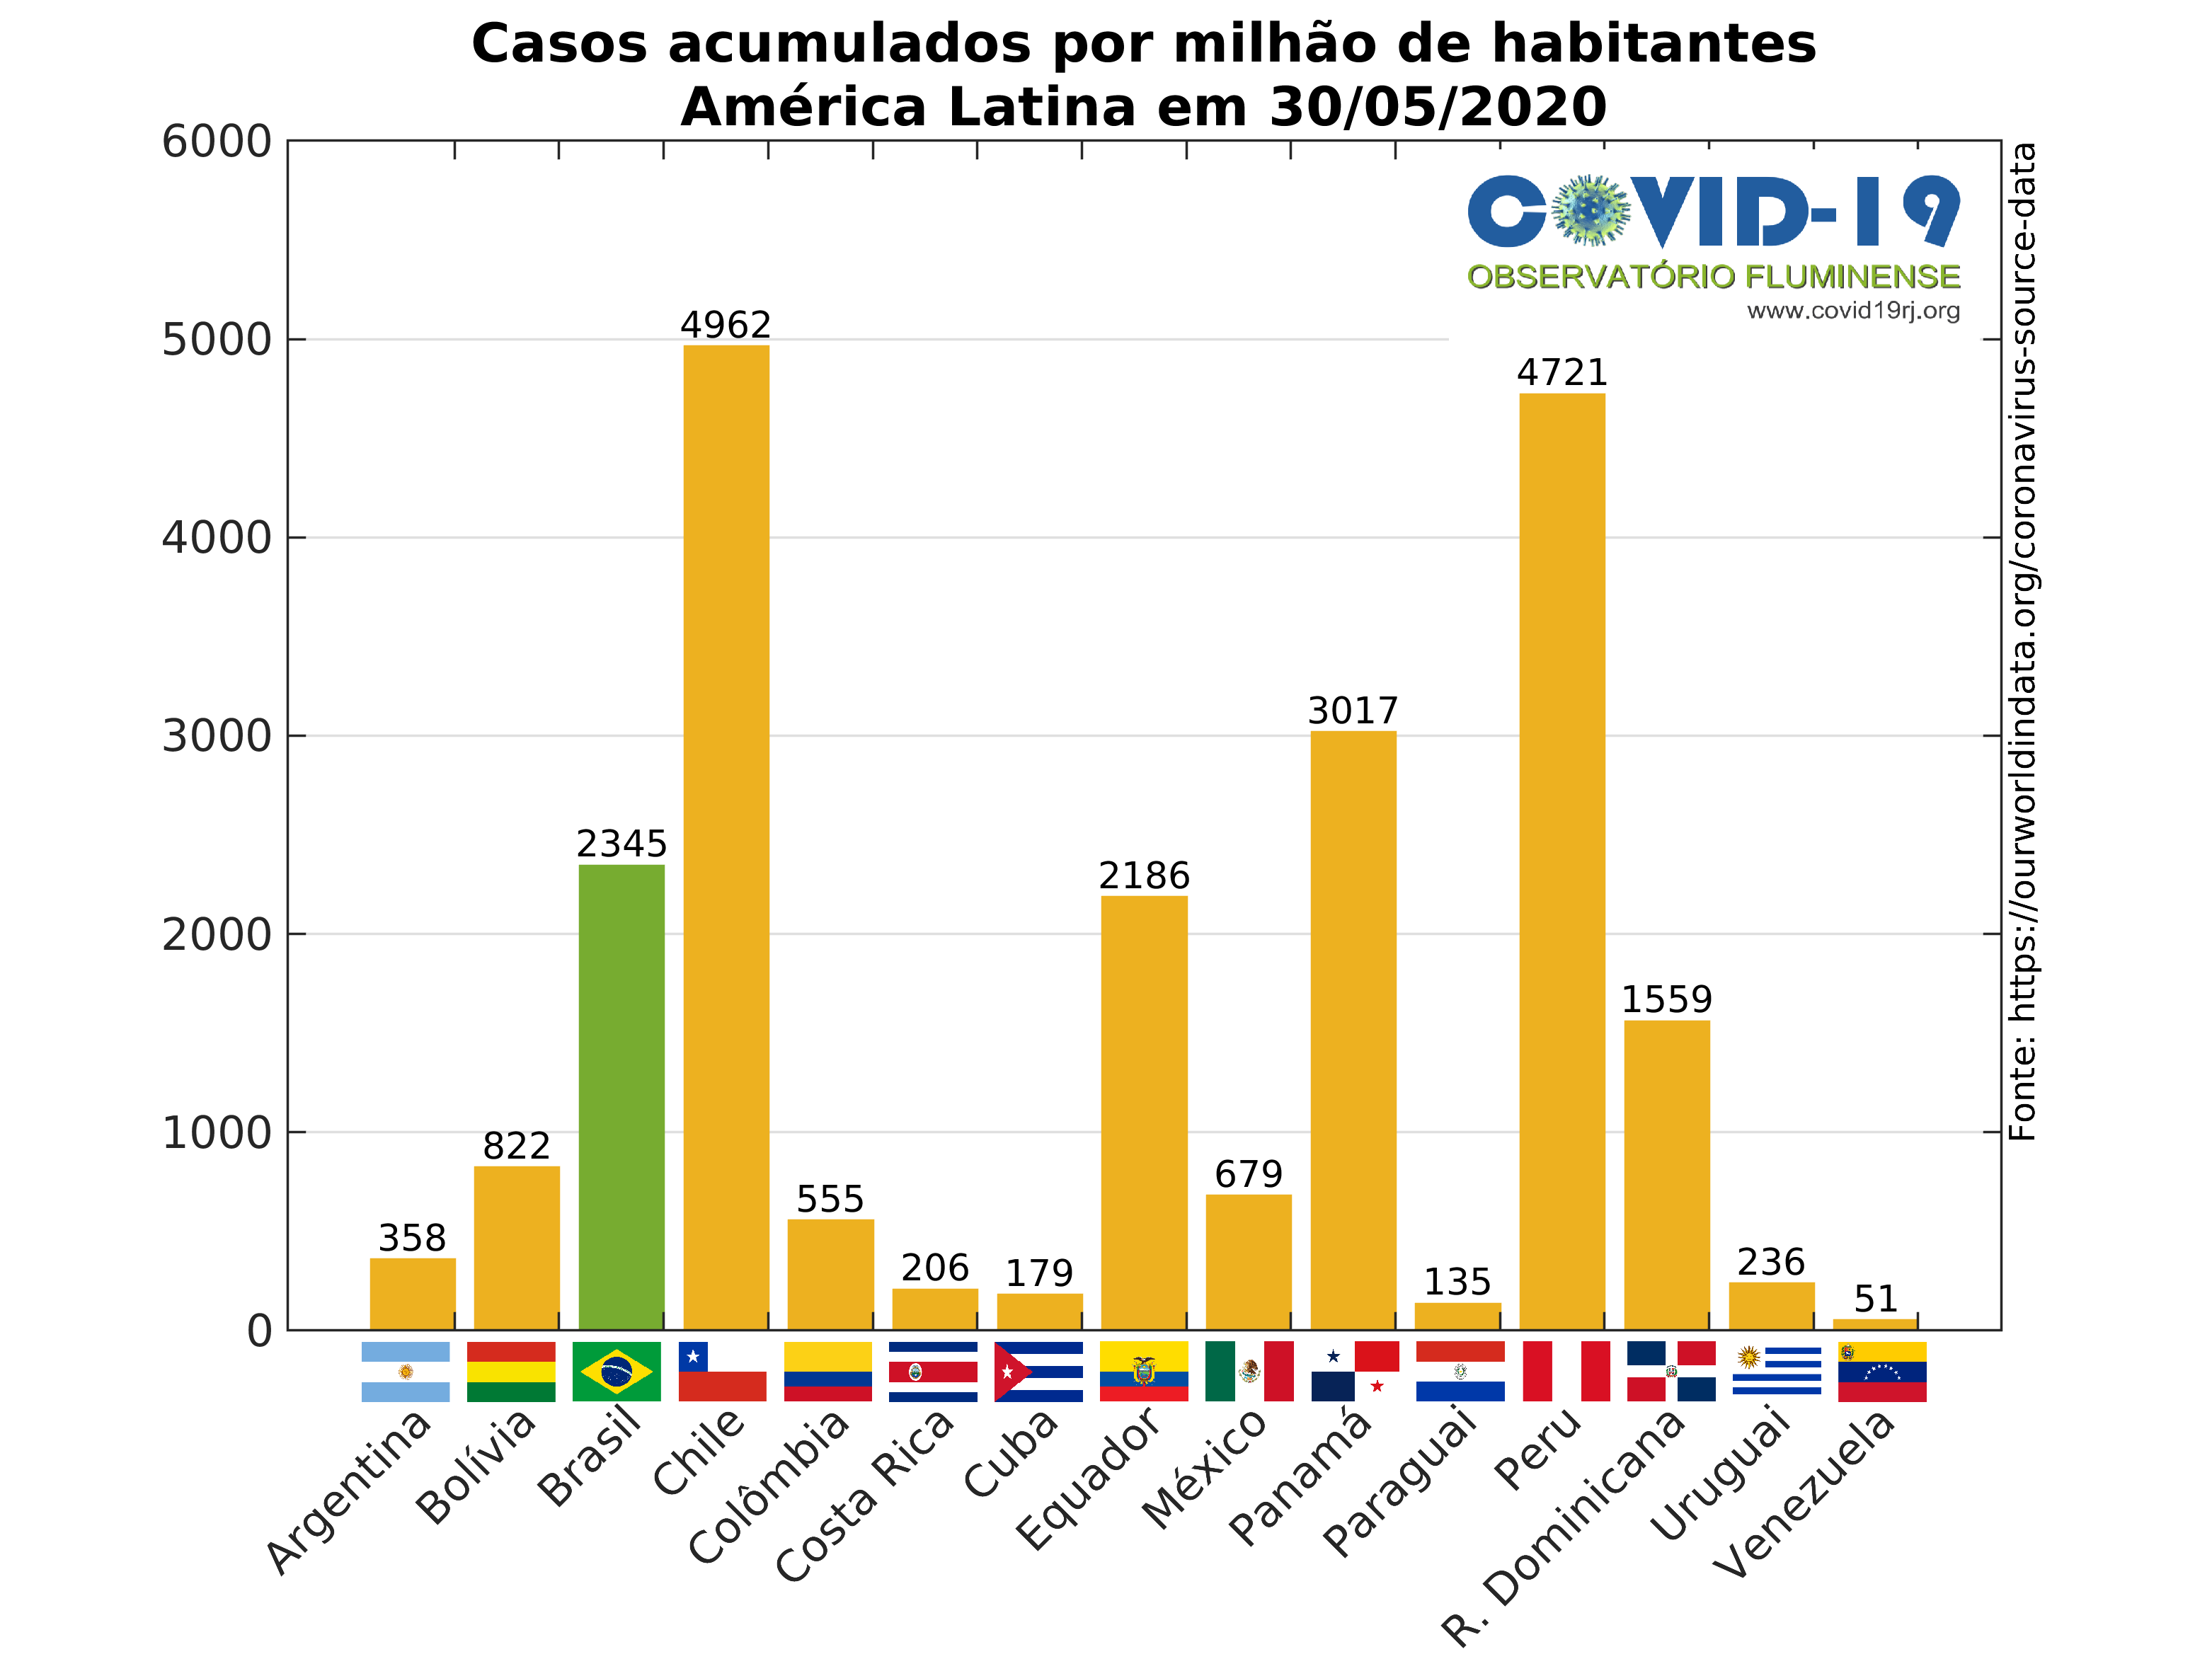 Casos acumulados por milhão de habitantes
América Latina em 30/05/2020
6000
5000
4000
3000
2000
1000
0
COVID-19
OBSERVATÓRIO FLUMINENSE
www.covid19rj.org
Fonte: https://ourworldindata.org/coronavirus-source-data
358
822
2345
4962
555
206
179
2186
679
3017
135
4721
1559
236
51
Argentina
Bolívia
Brasil
Chile
Colômbia
Costa Rica
Cuba
Equador
México
Panamá
Paraguai
Peru
R. Dominicana
Uruguai
Venezuela